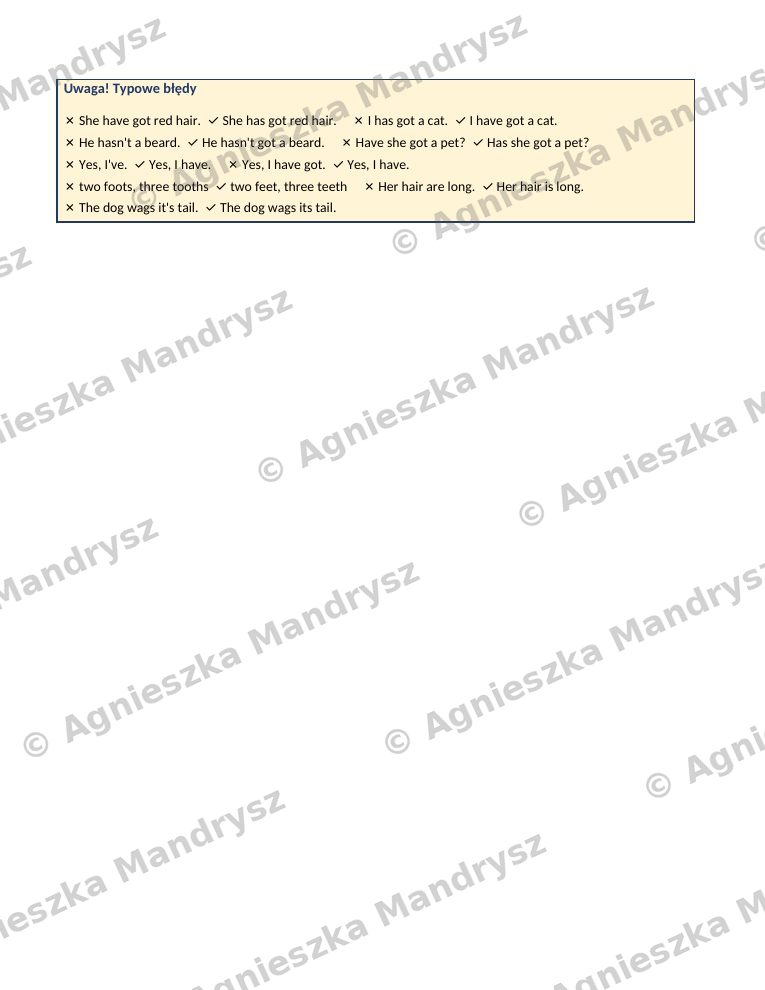 Uwaga! Typowe błędy
✕ She have got red hair. ✓ She has got red hair. ✕ I has got a cat. ✓ I have got a cat.
✕ He hasn't a beard. ✓ He hasn't got a beard. ✕ Have she got a pet? ✓ Has she got a pet?
✕ Yes, I've. ✓ Yes, I have. ✕ Yes, I have got. ✓ Yes, I have.
✕ two foots, three tooths ✓ two feet, three teeth ✕ Her hair are long. ✓ Her hair is long.
✕ The dog wags it's tail. ✓ The dog wags its tail.
© Agnieszka Mandrysz